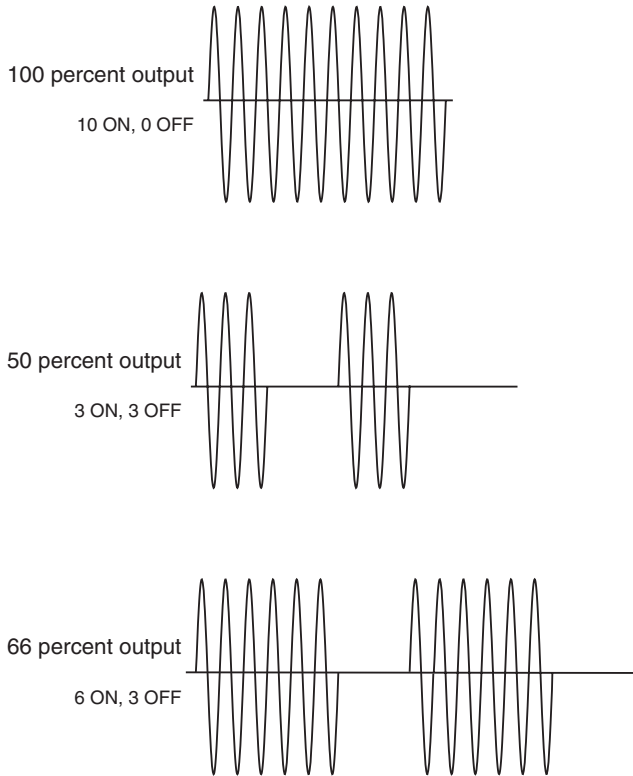 100 percent output
10 ON, 0 OFF
50 percent output
3 ON, 3 OFF
66 percent output
6 ON, 3 OFF